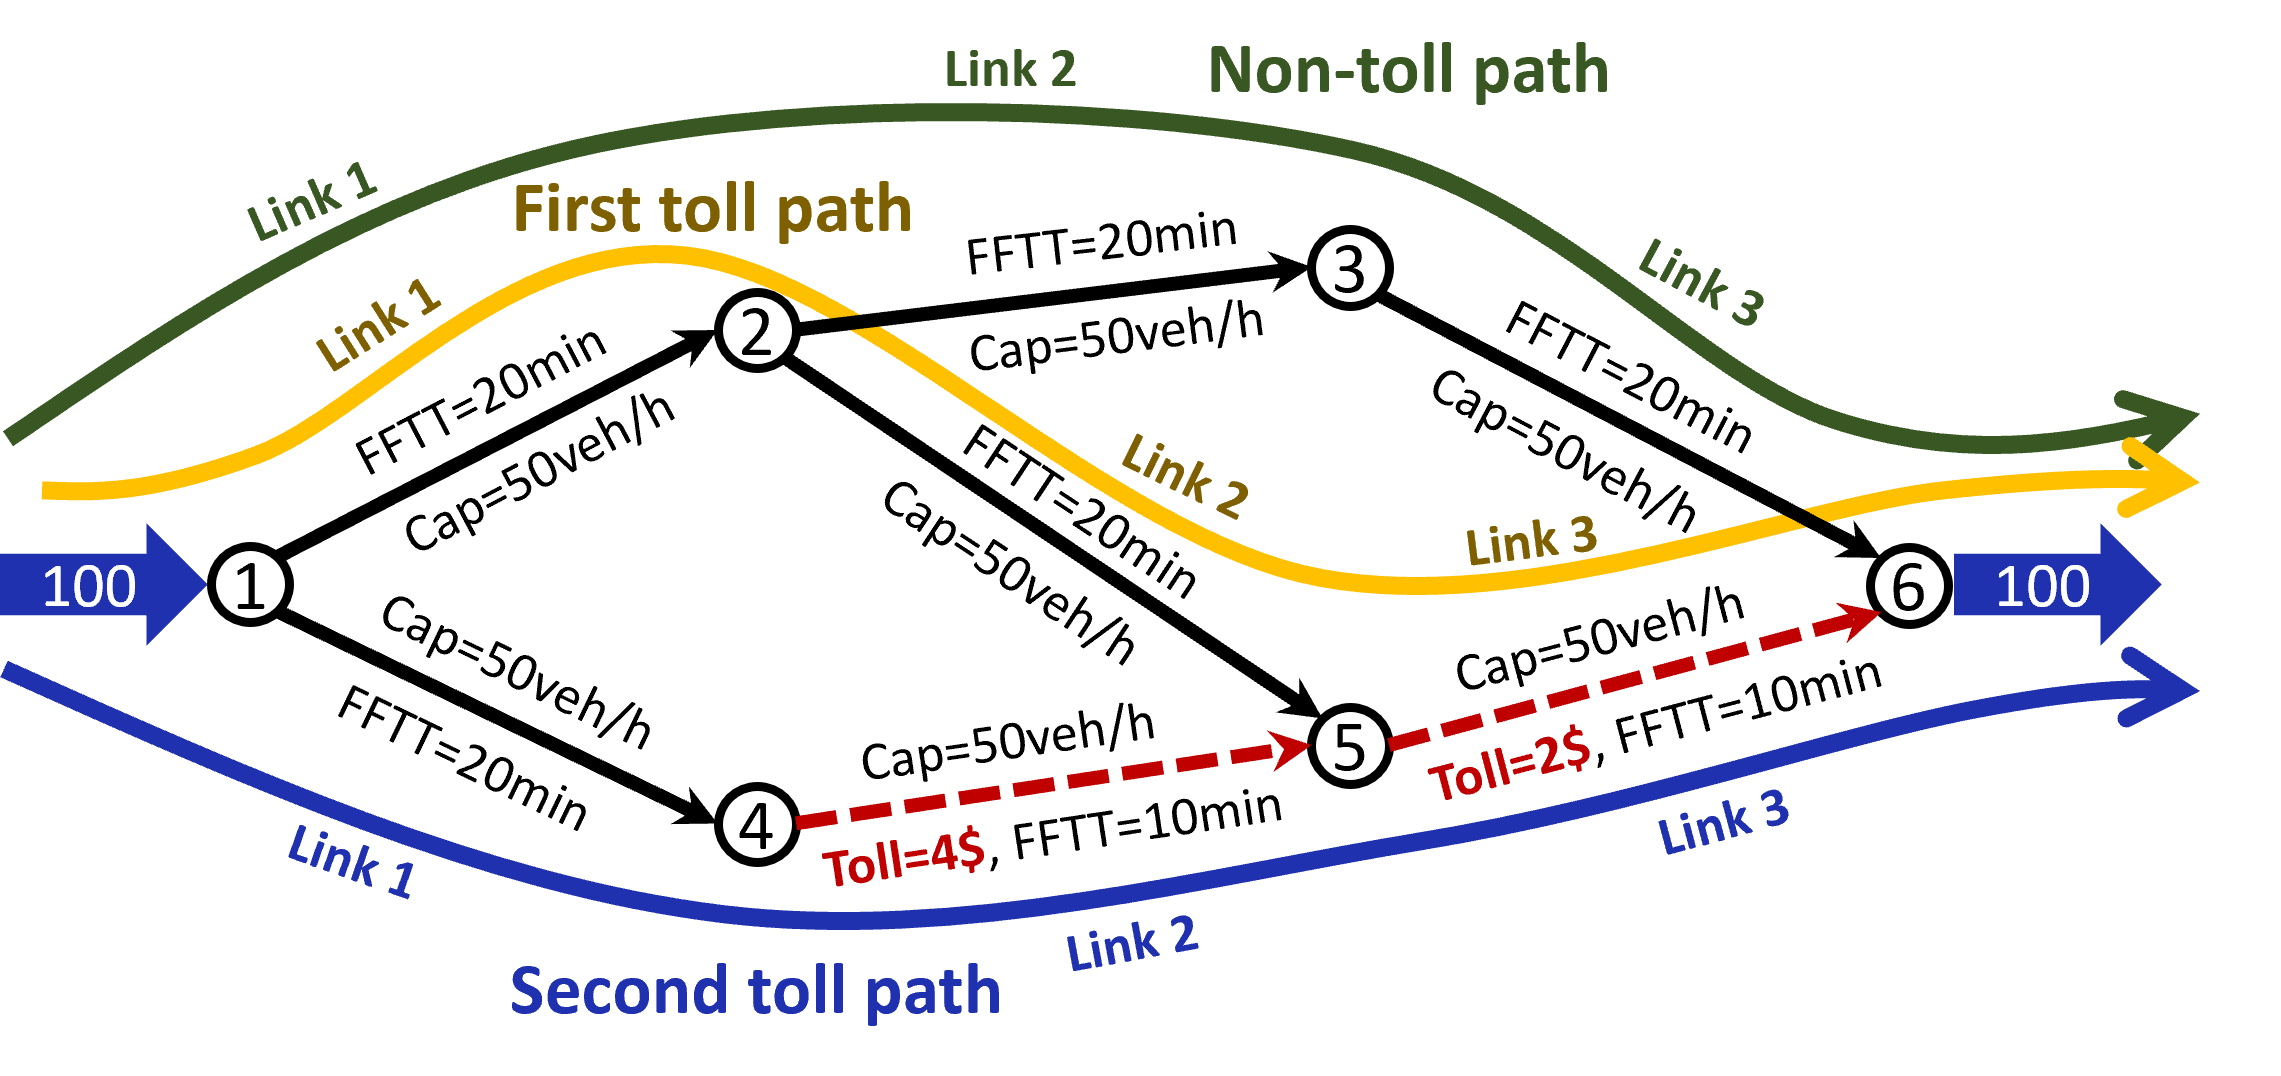 Link 2
Non-toll path
Link 1
First toll path
Link 1
FFTT=20min
Cap=50veh/h
Link 3
FFTT=20min
Cap=50veh/h
2
3
FFTT=20min
Cap=50veh/h
FFTT=20min
Cap=50veh/h
Link 2
Link 3
100
1
6
100
Cap=50veh/h
FFTT=20min
Cap=50veh/h
Toll=4$, FFTT=10min
Cap=50veh/h
Toll=2$, FFTT=10min
4
5
Link 1
Link 2
Link 3
Second toll path